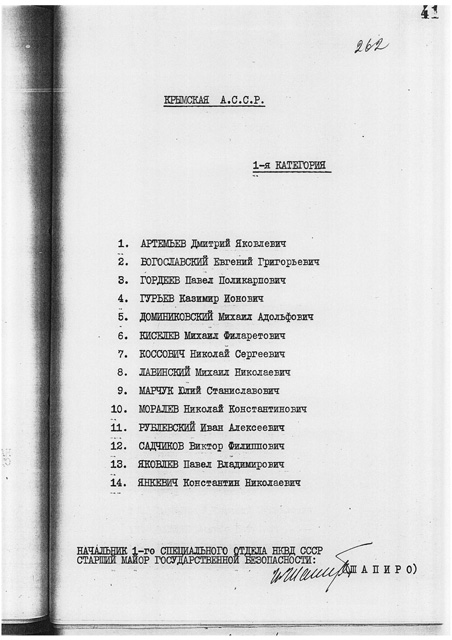 41
262
КРЫМСКАЯ А.С.С.Р.
1-я КАТЕГОРИЯ
1. АРТЕМЬЕВ Дмитрий Яковлевич
2. БОГОСЛАВСКИЙ Евгений Григорьевич
3. ГОРДЕЕВ Павел Поликарпович
4. ГУРЬЕВ Казимир Ионович
5. ДОМИНИКОВСКИЙ Михаил Адольфович
6. КИСЕЛЕВ Михаил Филаретович
7. КОССОВИЧ Николай Сергеевич
8. ЛАВИНСКИЙ Михаил Николаевич
9. МАРЧУК Юлий Станиславович
10. МОРАЛЕВ Николай Константинович
11. РУБЛЕВСКИЙ Иван Алексеевич
12. САДЧИКОВ Виктор Филиппович
13. ЯКОВЛЕВ Павел Владимирович
14. ЯНКЕВИЧ Константин Николаевич
НАЧАЛЬНИК 1-го СПЕЦИАЛЬНОГО ОТДЕЛА НКВД СССР
СТАРШИЙ МАЙОР ГОСУДАРСТВЕННОЙ БЕЗОПАСНОСТИ:
(ШАПИРО)